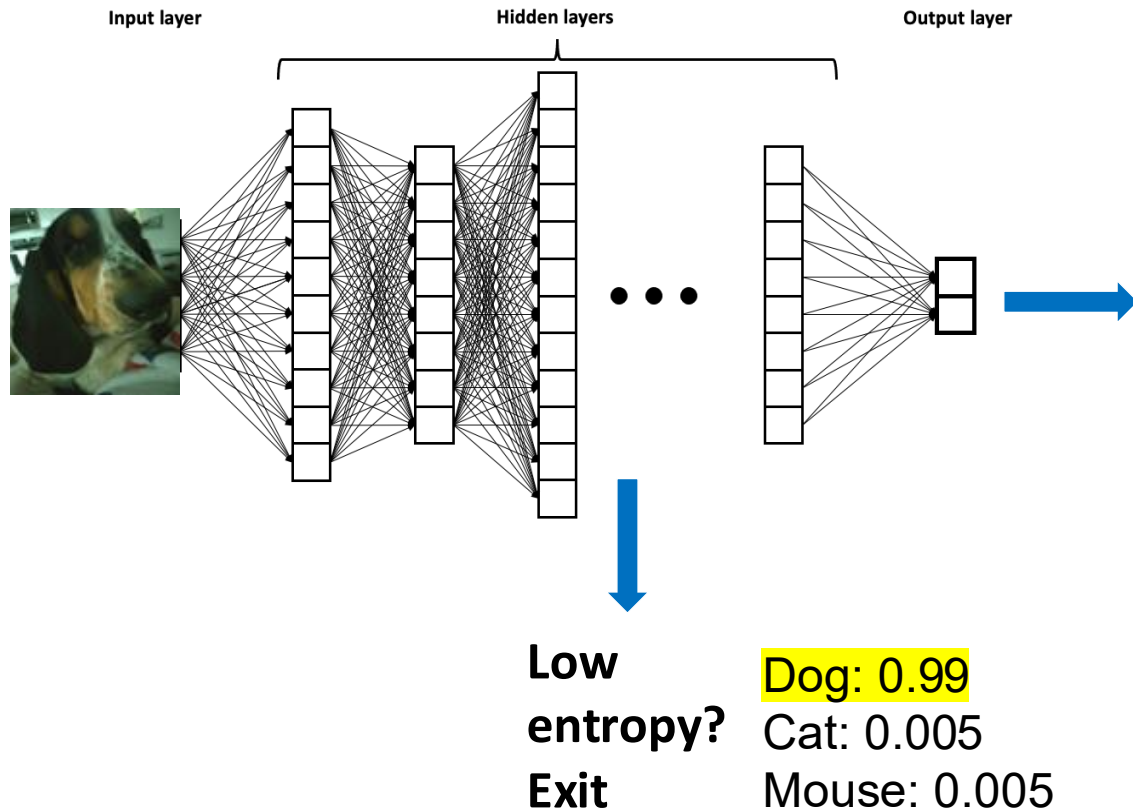 Input layer
Hidden layers
Output layer
Low
entropy?
Exit
Dog: 0.99
Cat: 0.005
Mouse: 0.005